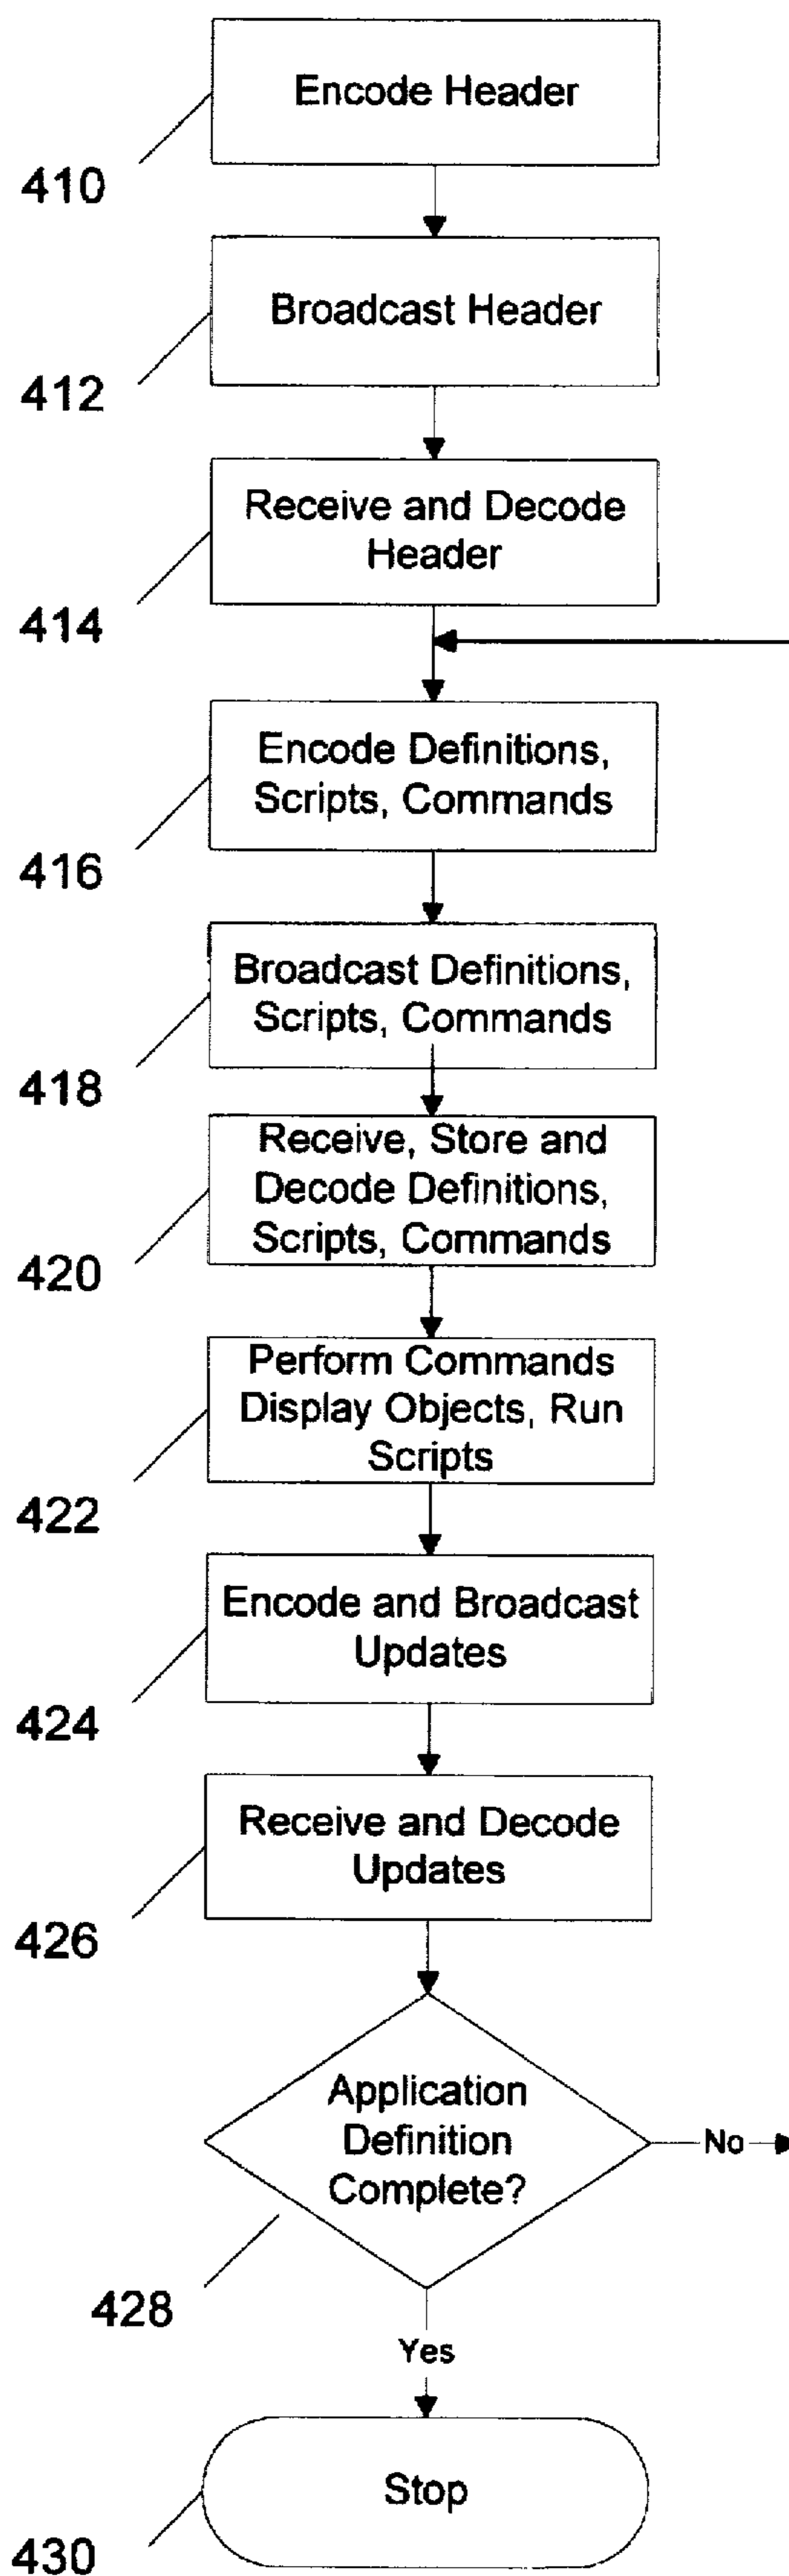 Encode Header
410
Broadcast Header
412
Receive and Decode
Header
414
Encode Definitions,
Scripts, Commands
416
Broadcast Definitions,
Scripts, Commands
418
Receive, Store and
Decode Definitions,
Scripts, Commands
420
Perform Commands
Display Objects, Run
Scripts
422
Encode and Broadcast
Updates
424
Receive and Decode
Updates
426
Application
Definition
Complete?
No
428
Yes
Stop
430